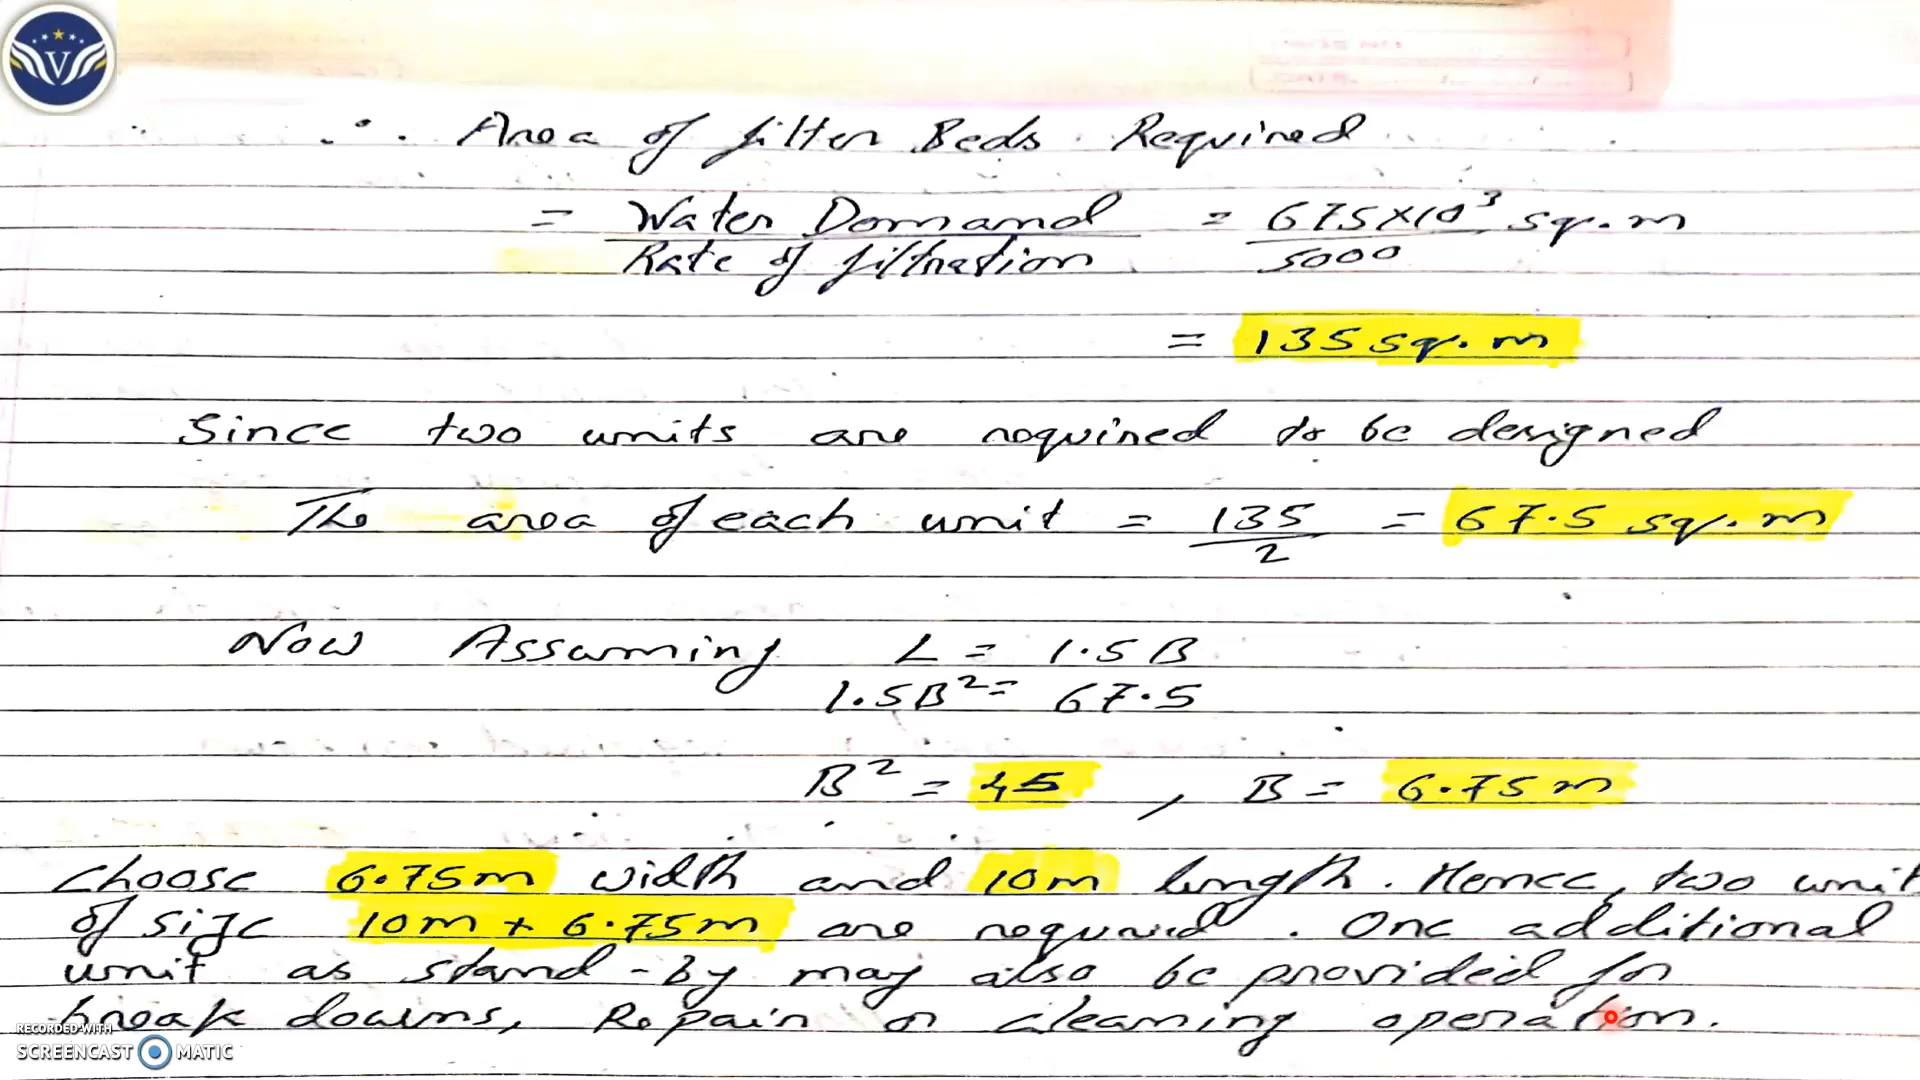 V
∴ Area of filter Beds Required
= Water Demand / Rate of filtration = 675×10³ / 5000 sq.m
= 135 sq.m
Since two units are required to be designed
The area of each unit = 135/2 = 67.5 sq.m
Now Assuming L = 1.5B
1.5B² = 67.5
B² = 45 , B = 6.75m
choose 6.75m width and 10m length. Hence, two unit
of size 10m x 6.75m are required. One additional
unit as stand-By may also be provided for
break downs, Repair or cleaning operation.
RECORDED WITH
SCREENCAST MATIC